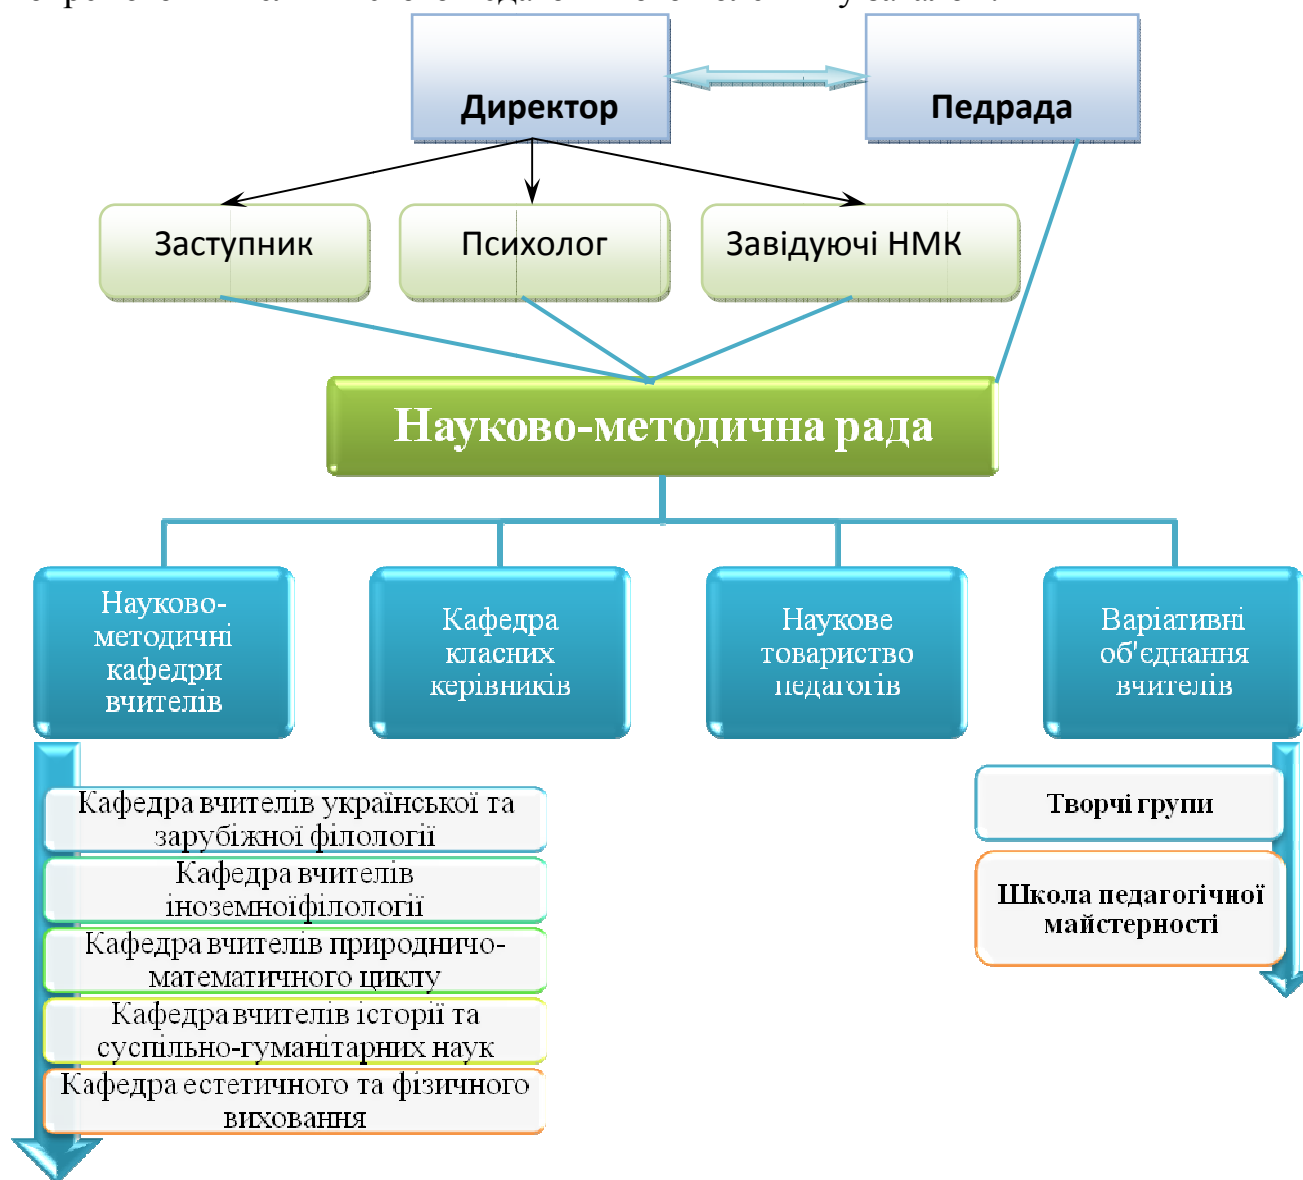 Директор
Педрада
Заступник
Психолог
Завідуючі НМК
Науково-методична рада
Науково-
методичні
кафедри
вчителів
Кафедра
класних
керівників
Наукове
товариство
педагогів
Варіативні
об'єднання
вчителів
Кафедра вчителів української та
зарубіжної філології
Кафедра вчителів
іноземноїфілології
Кафедра вчителів природничо-
математичного циклу
Кафедра вчителів історії та
суспільно-гуманітарних наук
Кафедра естетичного та фізичного
виховання
Творчі групи
Школа педагогічної
майстерності